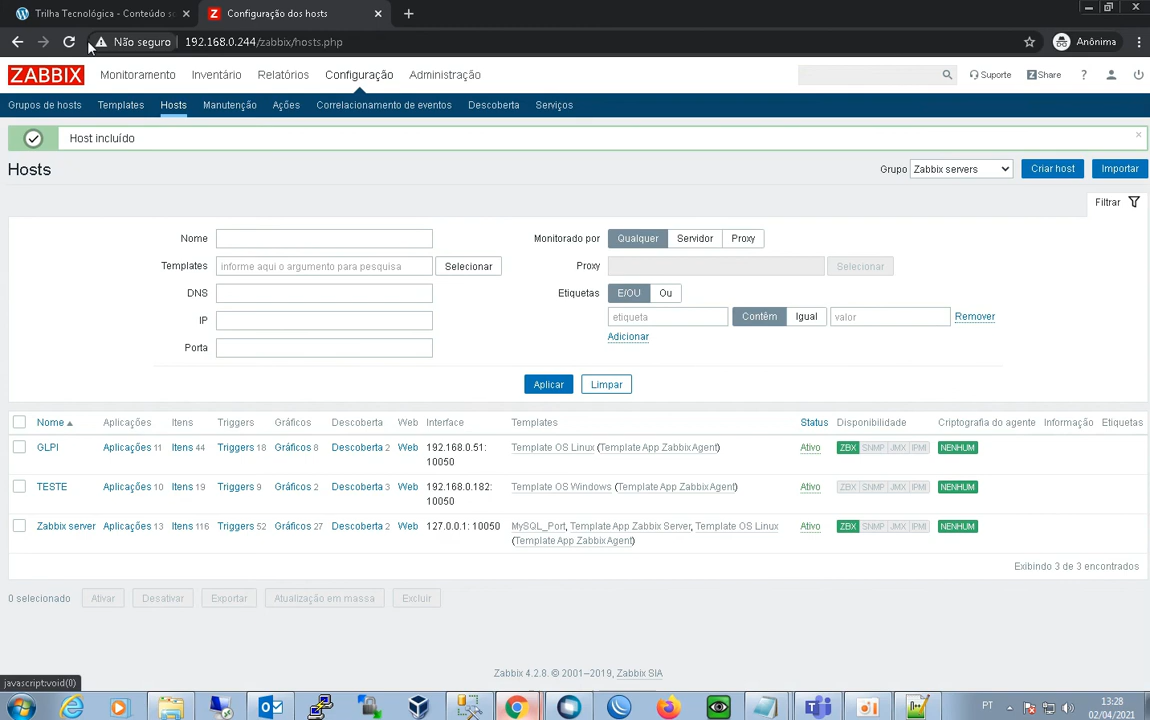 Trilha Tecnológica - Conteúdo so
Configuração dos hosts
Não seguro 192.168.0.244/zabbix/hosts.php
Anônima
ZABBIX Monitoramento Inventário Relatórios Configuração Administração Suporte Share ?
Grupos de hosts Templates Hosts Manutenção Ações Correlacionamento de eventos Descoberta Serviços
Host incluído
Hosts Grupo Zabbix servers Criar host Importar
Filtrar
Nome Monitorado por Qualquer Servidor Proxy
Templates informe aqui o argumento para pesquisa Selecionar Proxy Selecionar
DNS Etiquetas E/OU Ou
IP etiqueta Contêm Igual valor Remover
Adicionar
Porta
Aplicar Limpar
Nome Aplicações Itens Triggers Gráficos Descoberta Web Interface Templates Status Disponibilidade Criptografia do agente Informação Etiquetas
GLPI Aplicações 11 Itens 44 Triggers 18 Gráficos 8 Descoberta 2 Web 192.168.0.51: Template OS Linux (Template App Zabbix Agent) Ativo ZBX SNMP JMX IPMI NENHUM
10050
TESTE Aplicações 10 Itens 19 Triggers 9 Gráficos 2 Descoberta 3 Web 192.168.0.182: Template OS Windows (Template App Zabbix Agent) Ativo ZBX SNMP JMX IPMI NENHUM
10050
Zabbix server Aplicações 13 Itens 116 Triggers 52 Gráficos 27 Descoberta 2 Web 127.0.0.1: 10050 MySQL_Port, Template App Zabbix Server, Template OS Linux Ativo ZBX SNMP JMX IPMI NENHUM
(Template App Zabbix Agent)
Exibindo 3 de 3 encontrados
0 selecionado Ativar Desativar Exportar Atualização em massa Excluir
Zabbix 4.2.8. © 2001–2019, Zabbix SIA
javascript:void(0)
PT
13:28
02/04/2021